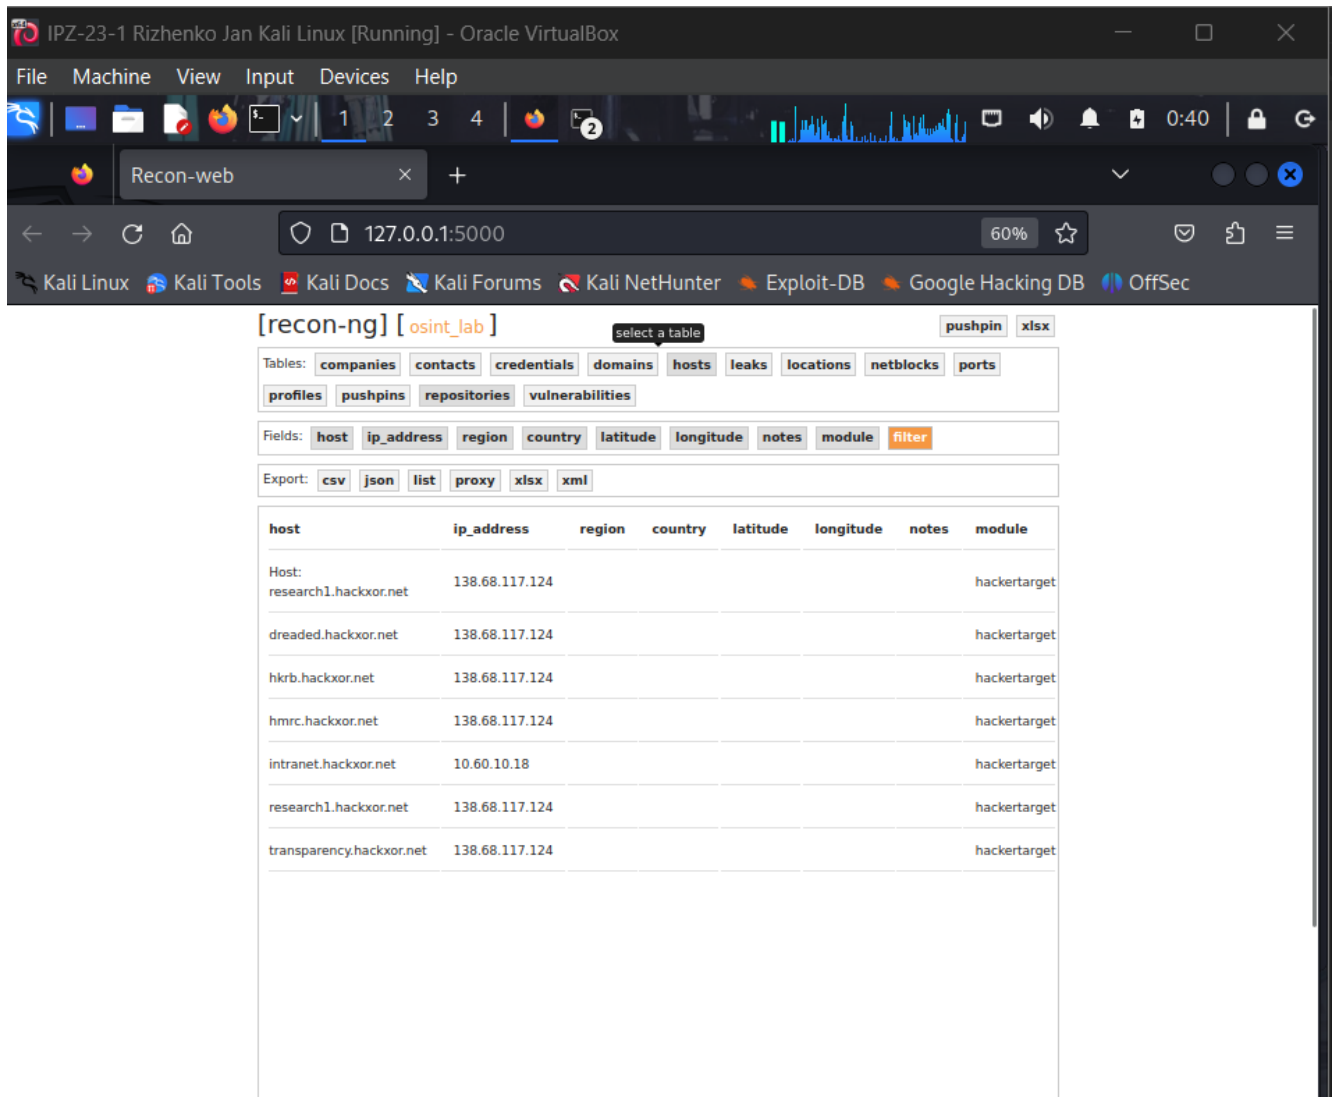 IPZ-23-1 Rizhenko Jan Kali Linux [Running] - Oracle VirtualBox
File Machine View Input Devices Help
1 2 3 4 2 0:40
Recon-web
127.0.0.1:5000 60%
Kali Linux Kali Tools Kali Docs Kali Forums Kali NetHunter Exploit-DB Google Hacking DB OffSec
[recon-ng] [ osint_lab ] pushpin xlsx
select a table
Tables: companies contacts credentials domains hosts leaks locations netblocks ports
profiles pushpins repositories vulnerabilities
Fields: host ip_address region country latitude longitude notes module filter
Export: csv json list proxy xlsx xml
host ip_address region country latitude longitude notes module
Host:
research1.hackxor.net 138.68.117.124 hackertarget
dreaded.hackxor.net 138.68.117.124 hackertarget
hkrb.hackxor.net 138.68.117.124 hackertarget
hmrc.hackxor.net 138.68.117.124 hackertarget
intranet.hackxor.net 10.60.10.18 hackertarget
research1.hackxor.net 138.68.117.124 hackertarget
transparency.hackxor.net 138.68.117.124 hackertarget